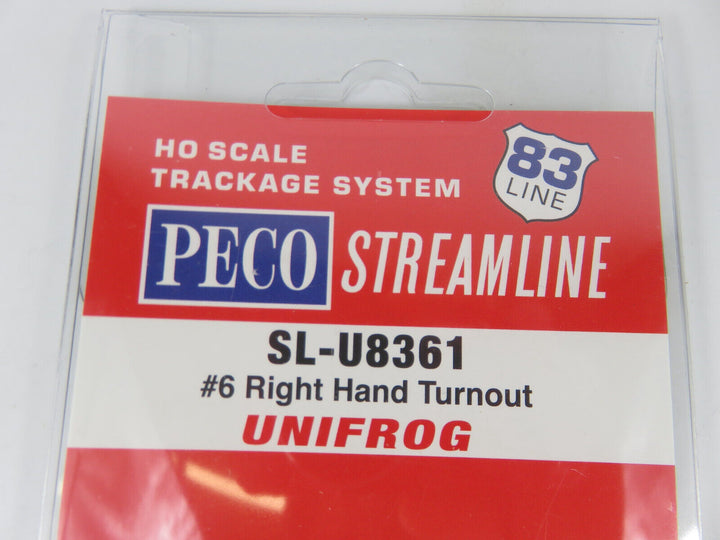 HO SCALE
TRACKAGE SYSTEM
83
LINE
PECO STREAMLINE
SL-U8361
#6 Right Hand Turnout
UNIFROG